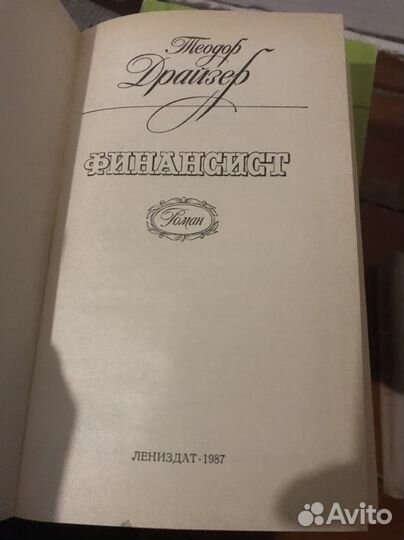 Теодор
Драйзер
ФИНАНСИСТ
Роман
ЛЕНИЗДАТ · 1987
Avito